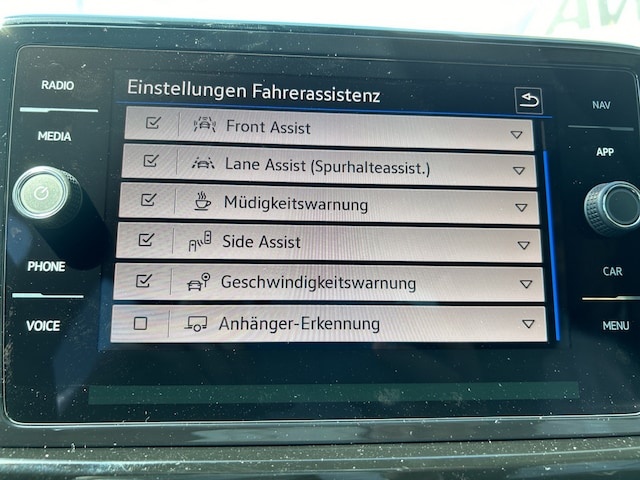 RADIO
MEDIA
PHONE
VOICE
Einstellungen Fahrerassistenz
Front Assist
Lane Assist (Spurhalteassist.)
Müdigkeitswarnung
Side Assist
Geschwindigkeitswarnung
Anhänger-Erkennung
NAV
APP
CAR
MENU